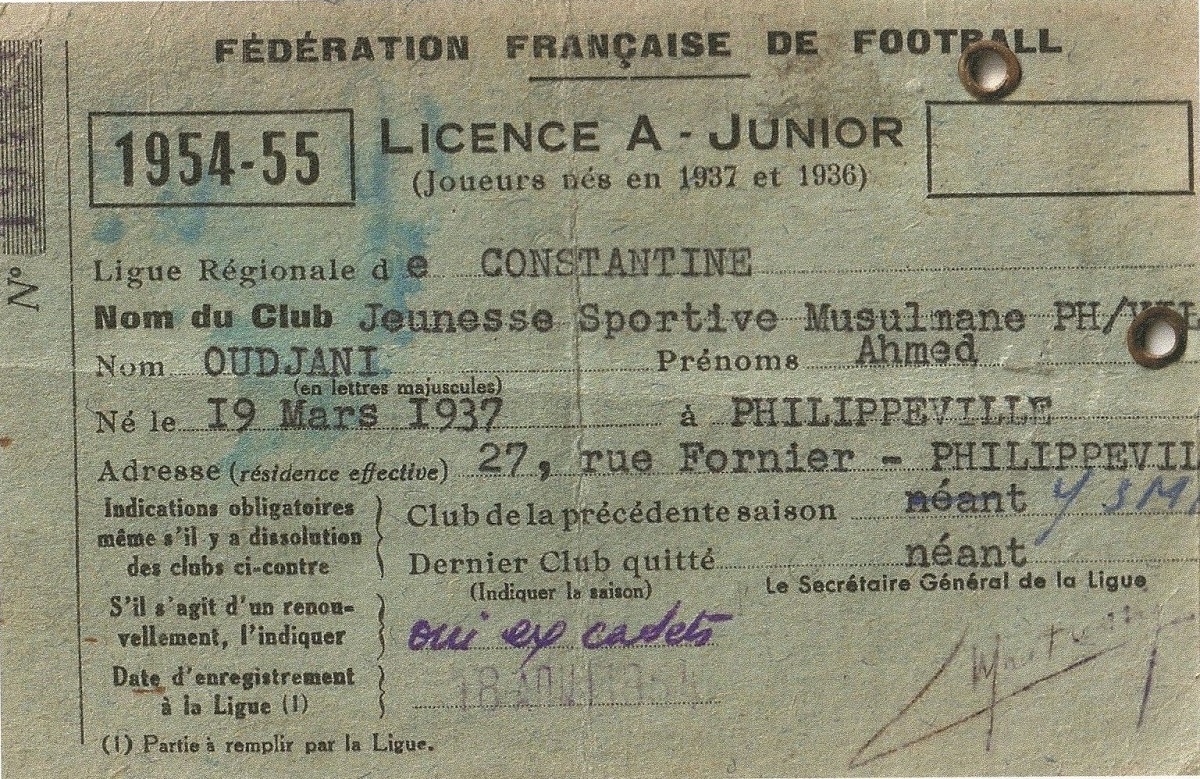 FÉDÉRATION FRANÇAISE DE FOOTBALL
1954-55
LICENCE A - JUNIOR
(Joueurs nés en 1937 et 1936)
N°
Ligue Régionale de CONSTANTINE
Nom du Club Jeunesse Sportive Musulmane PH/
Nom OUDJANI Prénoms Ahmed
(en lettres majuscules)
Né le 19 Mars 1937 à PHILIPPEVILLE
Adresse (résidence effective) 27, rue Fornier - PHILIPPEVIL
Indications obligatoires
même s'il y a dissolution
des clubs ci-contre
Club de la précédente saison néant
Dernier Club quitté néant
(Indiquer la saison)
Le Secrétaire Général de la Ligue
S'il s'agit d'un renou-
vellement, l'indiquer
oui ex cadets
Date d'enregistrement
à la Ligue (1)
(1) Partie à remplir par la Ligue.